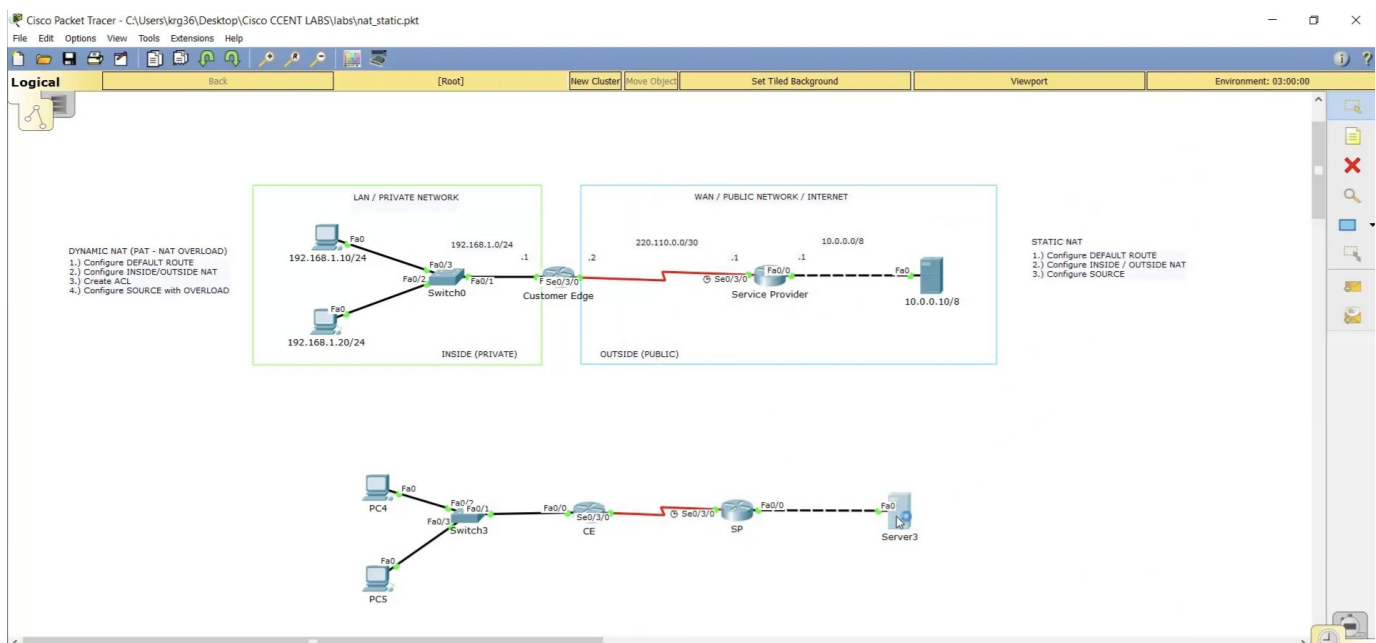 Cisco Packet Tracer - C:\Users\krg36\Desktop\Cisco CCENT LABS\labs\nat_static.pkt
File Edit Options View Tools Extensions Help
Logical Back [Root] New Cluster Move Object Set Tiled Background Viewport Environment: 03:00:00
LAN / PRIVATE NETWORK
WAN / PUBLIC NETWORK / INTERNET
DYNAMIC NAT (PAT - NAT OVERLOAD)
1.) Configure DEFAULT ROUTE
2.) Configure INSIDE/OUTSIDE NAT
3.) Create ACL
4.) Configure SOURCE with OVERLOAD
Fa0
192.168.1.10/24
192.168.1.0/24
Fa0/3
Fa0/2
Fa0/1
Switch0
Fa0
192.168.1.20/24
INSIDE (PRIVATE)
.1
F Se0/3/0
Customer Edge
.2
220.110.0.0/30
.1
Se0/3/0
Fa0/0
Service Provider
.1
10.0.0.0/8
Fa0
10.0.0.10/8
OUTSIDE (PUBLIC)
STATIC NAT
1.) Configure DEFAULT ROUTE
2.) Configure INSIDE / OUTSIDE NAT
3.) Configure SOURCE
Fa0
PC4
Fa0/2
Fa0/1
Fa0/3
Switch3
Fa0
PC5
Fa0/0
Se0/3/0
CE
Se0/3/0
Fa0/0
SP
Fa0
Server3